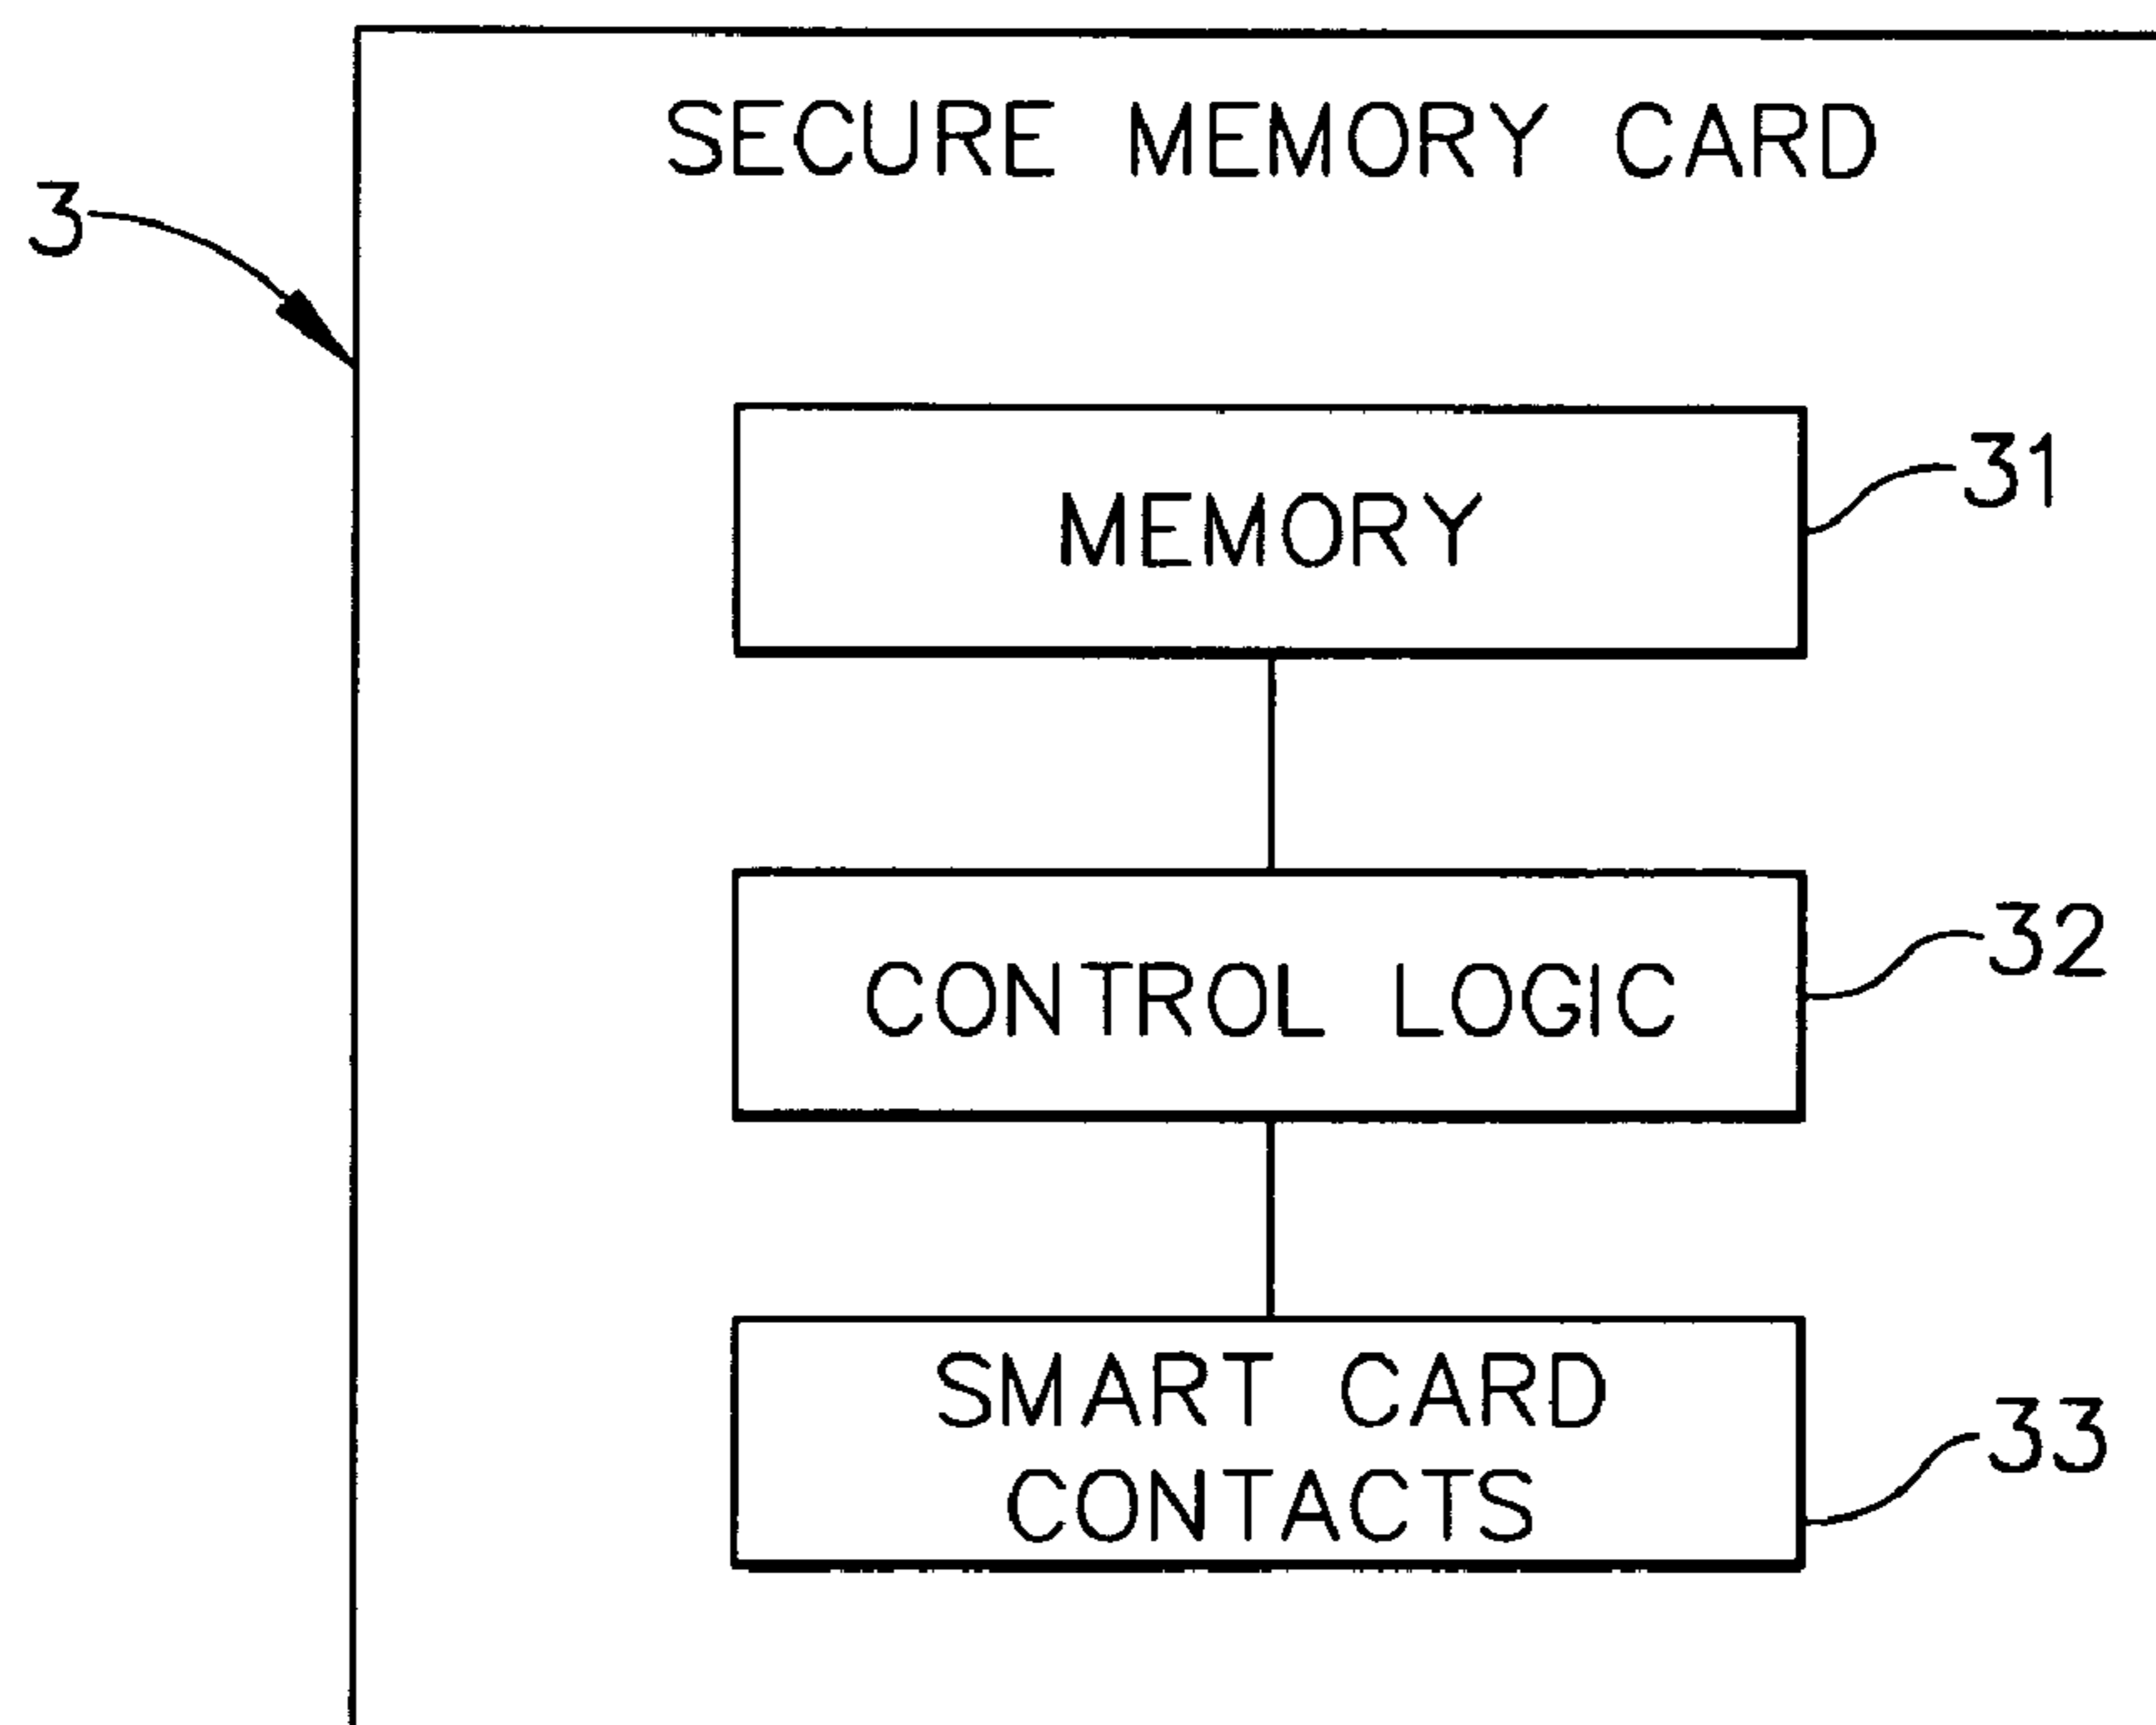 SECURE MEMORY CARD
3
MEMORY
31
CONTROL LOGIC
32
SMART CARD
CONTACTS
33